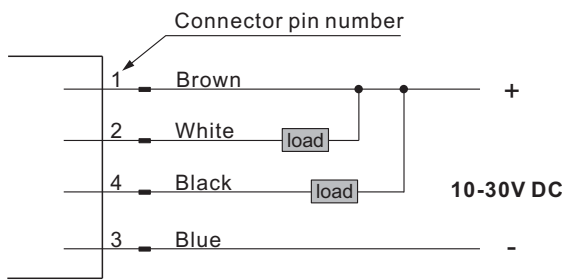 Connector pin number
1 Brown +
2 White load
4 Black load 10-30V DC
3 Blue -